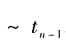 ~ t_{n-1}